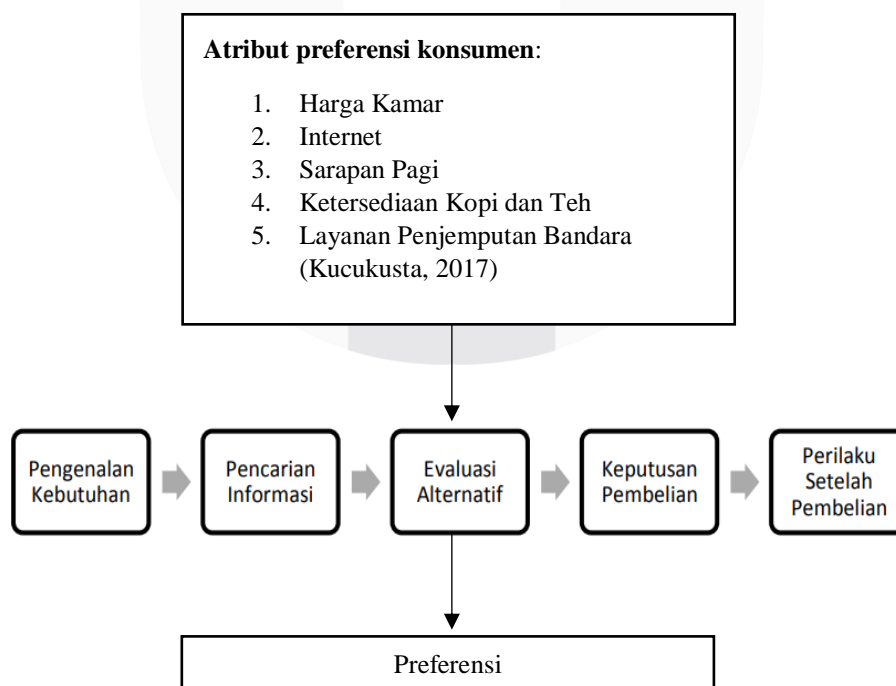 Atribut preferensi konsumen:
1. Harga Kamar
2. Internet
3. Sarapan Pagi
4. Ketersediaan Kopi dan Teh
5. Layanan Penjemputan Bandara
(Kucukusta, 2017)
Pengenalan
Kebutuhan
Pencarian
Informasi
Evaluasi
Alternatif
Keputusan
Pembelian
Perilaku
Setelah
Pembelian
Preferensi